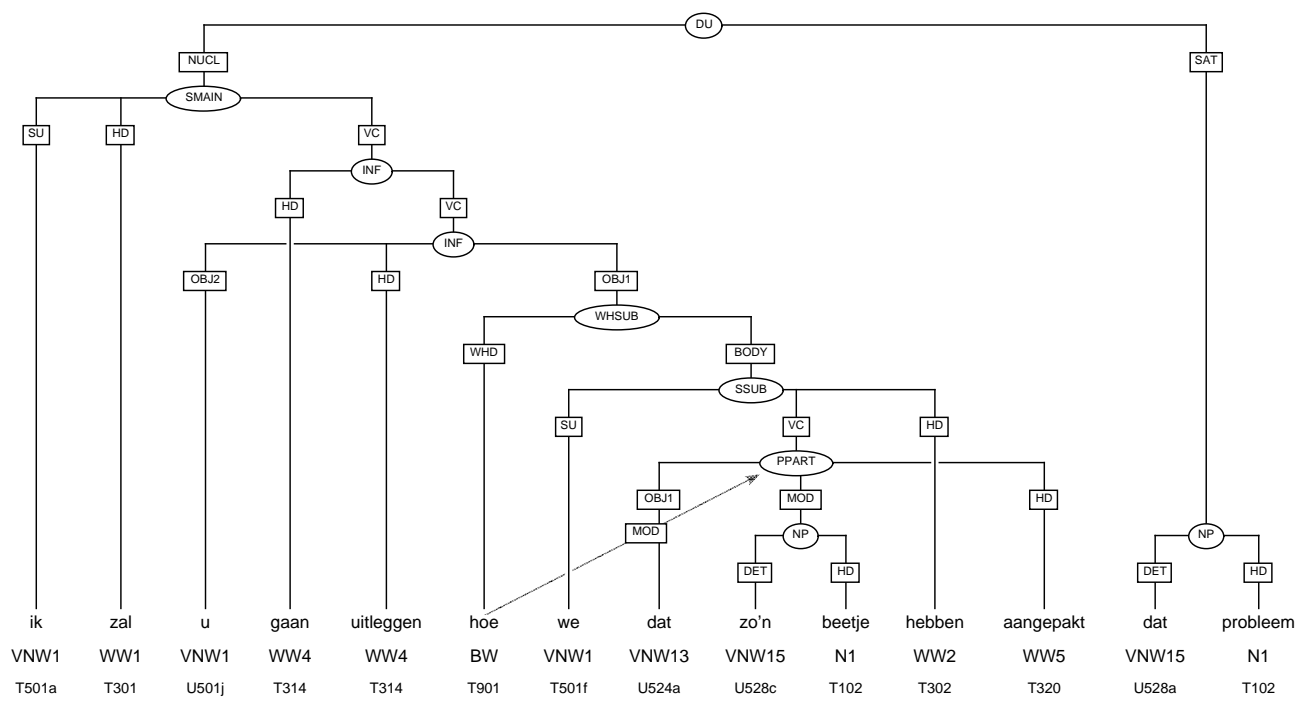 DU
NUCL SAT
SMAIN
SU HD VC
INF
HD VC
INF
OBJ2 HD OBJ1
WHSUB
WHD BODY
SSUB
SU VC HD
PPART
OBJ1 MOD HD
MOD NP NP
DET HD DET HD
ik zal u gaan uitleggen hoe we dat zo'n beetje hebben aangepakt dat probleem
VNW1 WW1 VNW1 WW4 WW4 BW VNW1 VNW13 VNW15 N1 WW2 WW5 VNW15 N1
T501a T301 U501j T314 T314 T901 T501f U524a U528c T102 T302 T320 U528a T102